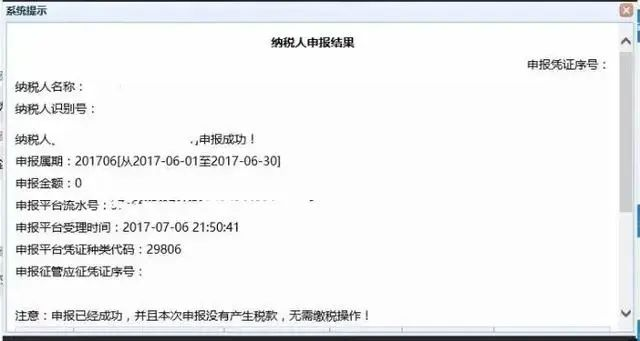 系统提示
纳税人申报结果
申报凭证序号：
纳税人名称：
纳税人识别号：
纳税人 ,申报成功！
申报属期：201706[从2017-06-01至2017-06-30]
申报金额：0
申报平台流水号：
申报平台受理时间：2017-07-06 21:50:41
申报平台凭证种类代码：29806
申报征管应征凭证序号：
注意：申报已经成功，并且本次申报没有产生税款，无需缴税操作！